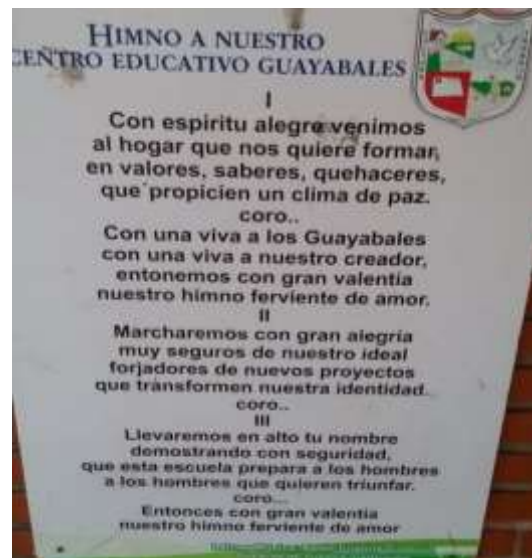 HIMNO A NUESTRO
CENTRO EDUCATIVO GUAYABALES
I
Con espiritu alegre venimos
al hogar que nos quiere formar,
en valores, saberes, quehaceres,
que propicien un clima de paz.
coro..
Con una viva a los Guayabales
con una viva a nuestro creador,
entonemos con gran valentia
nuestro himno ferviente de amor.
II
Marcharemos con gran alegria
muy seguros de nuestro ideal
forjadores de nuevos proyectos
que transformen nuestra identidad.
coro..
III
Llevaremos en alto tu nombre
demostrando con seguridad,
que esta escuela prepara a los hombres
a los hombres que quieren triunfar.
coro...
Entonces con gran valentia
nuestro himno ferviente de amor